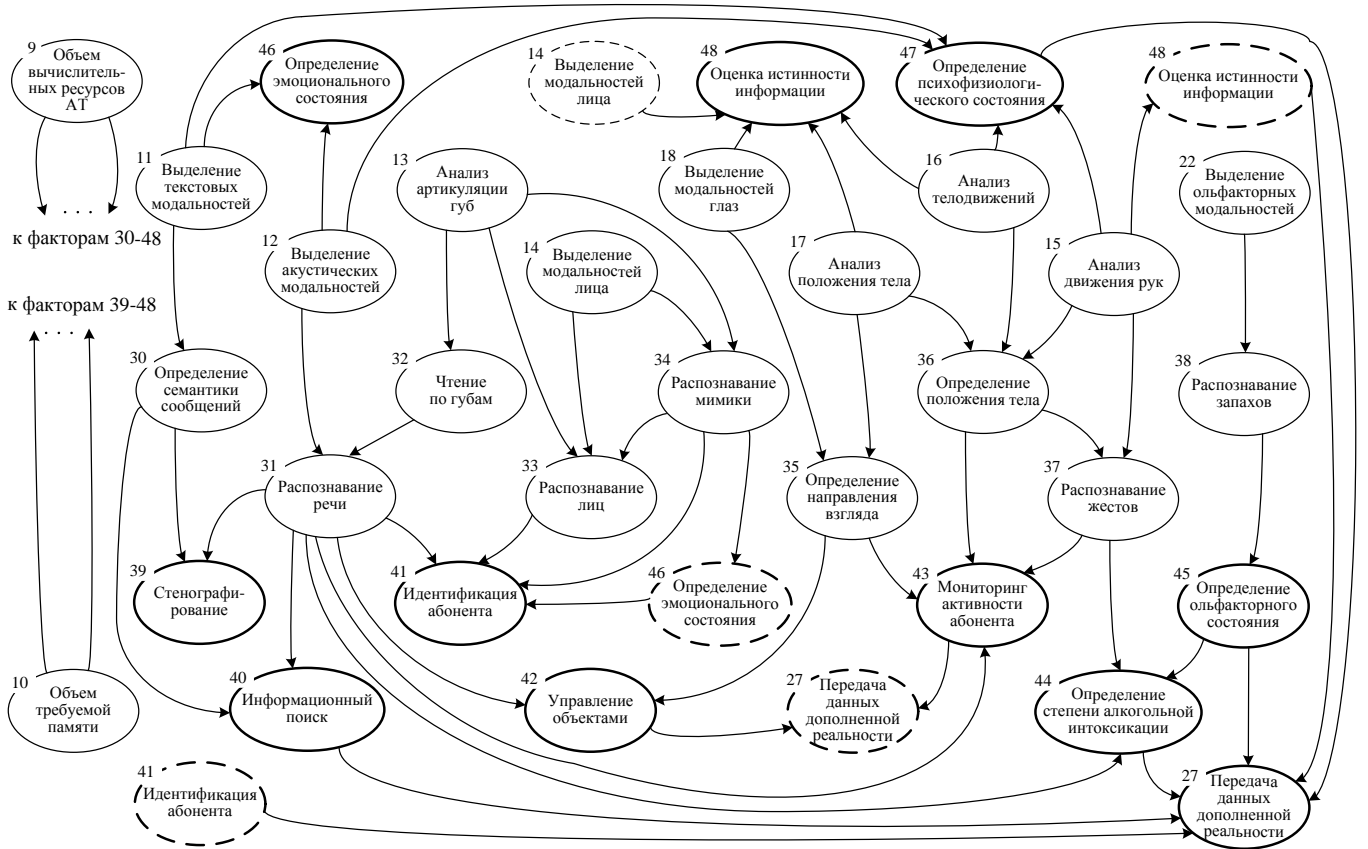 9
Объем
вычислитель-
ных ресурсов
АТ
46
Определение
эмоционального
состояния
14
Выделение
модальностей
лица
48
Оценка истинности
информации
47
Определение
психофизиологи-
ческого состояния
48
Оценка истинности
информации
11
Выделение
текстовых
модальностей
13
Анализ
артикуляции
губ
18
Выделение
модальностей
глаз
16
Анализ
телодвижений
22
Выделение
ольфакторных
модальностей
. . .
к факторам 30-48
12
Выделение
акустических
модальностей
14
Выделение
модальностей
лица
17
Анализ
положения тела
15
Анализ
движения рук
к факторам 39-48
. . .
30
Определение
семантики
сообщений
32
Чтение
по губам
34
Распознавание
мимики
36
Определение
положения тела
38
Распознавание
запахов
31
Распознавание
речи
33
Распознавание
лиц
35
Определение
направления
взгляда
37
Распознавание
жестов
39
Стенографи-
рование
41
Идентификация
абонента
46
Определение
эмоционального
состояния
43
Мониторинг
активности
абонента
45
Определение
ольфакторного
состояния
10
Объем
требуемой
памяти
40
Информационный
поиск
42
Управление
объектами
27
Передача
данных
дополненной
реальности
44
Определение
степени алкогольной
интоксикации
41
Идентификация
абонента
27
Передача
данных
дополненной
реальности